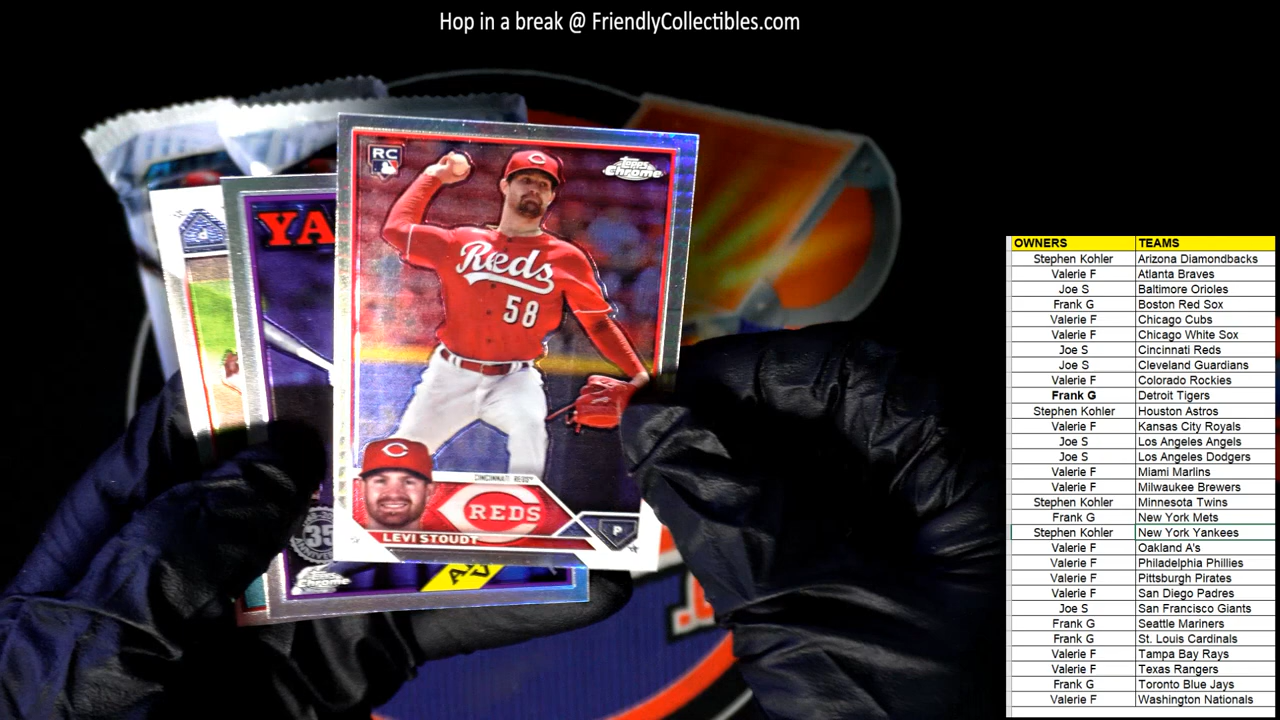 Hop in a break @ FriendlyCollectibles.com
RC
Topps
Chrome
YA
Reds
58
CINCINNATI REDS
REDS
LEVI STOUDT
P
35
Chrome
OWNERS TEAMS
Stephen Kohler Arizona Diamondbacks
Valerie F Atlanta Braves
Joe S Baltimore Orioles
Frank G Boston Red Sox
Valerie F Chicago Cubs
Valerie F Chicago White Sox
Joe S Cincinnati Reds
Joe S Cleveland Guardians
Valerie F Colorado Rockies
Frank G Detroit Tigers
Stephen Kohler Houston Astros
Valerie F Kansas City Royals
Joe S Los Angeles Angels
Joe S Los Angeles Dodgers
Valerie F Miami Marlins
Valerie F Milwaukee Brewers
Stephen Kohler Minnesota Twins
Frank G New York Mets
Stephen Kohler New York Yankees
Valerie F Oakland A's
Valerie F Philadelphia Phillies
Valerie F Pittsburgh Pirates
Valerie F San Diego Padres
Joe S San Francisco Giants
Frank G Seattle Mariners
Frank G St. Louis Cardinals
Valerie F Tampa Bay Rays
Valerie F Texas Rangers
Frank G Toronto Blue Jays
Valerie F Washington Nationals